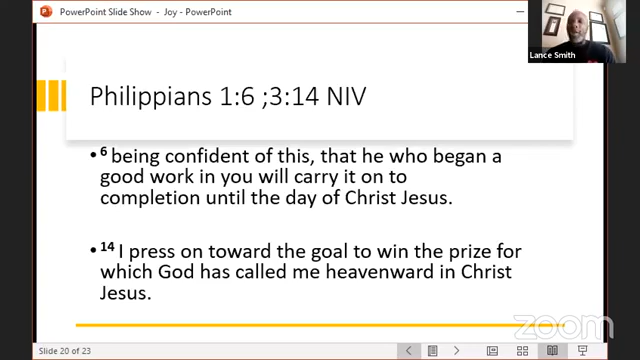 PowerPoint Slide Show - Joy - PowerPoint
Lance Smith
Philippians 1:6 ;3:14 NIV
• 6 being confident of this, that he who began a
good work in you will carry it on to
completion until the day of Christ Jesus.
• 14 I press on toward the goal to win the prize for
which God has called me heavenward in Christ
Jesus.
zoom
Slide 20 of 23